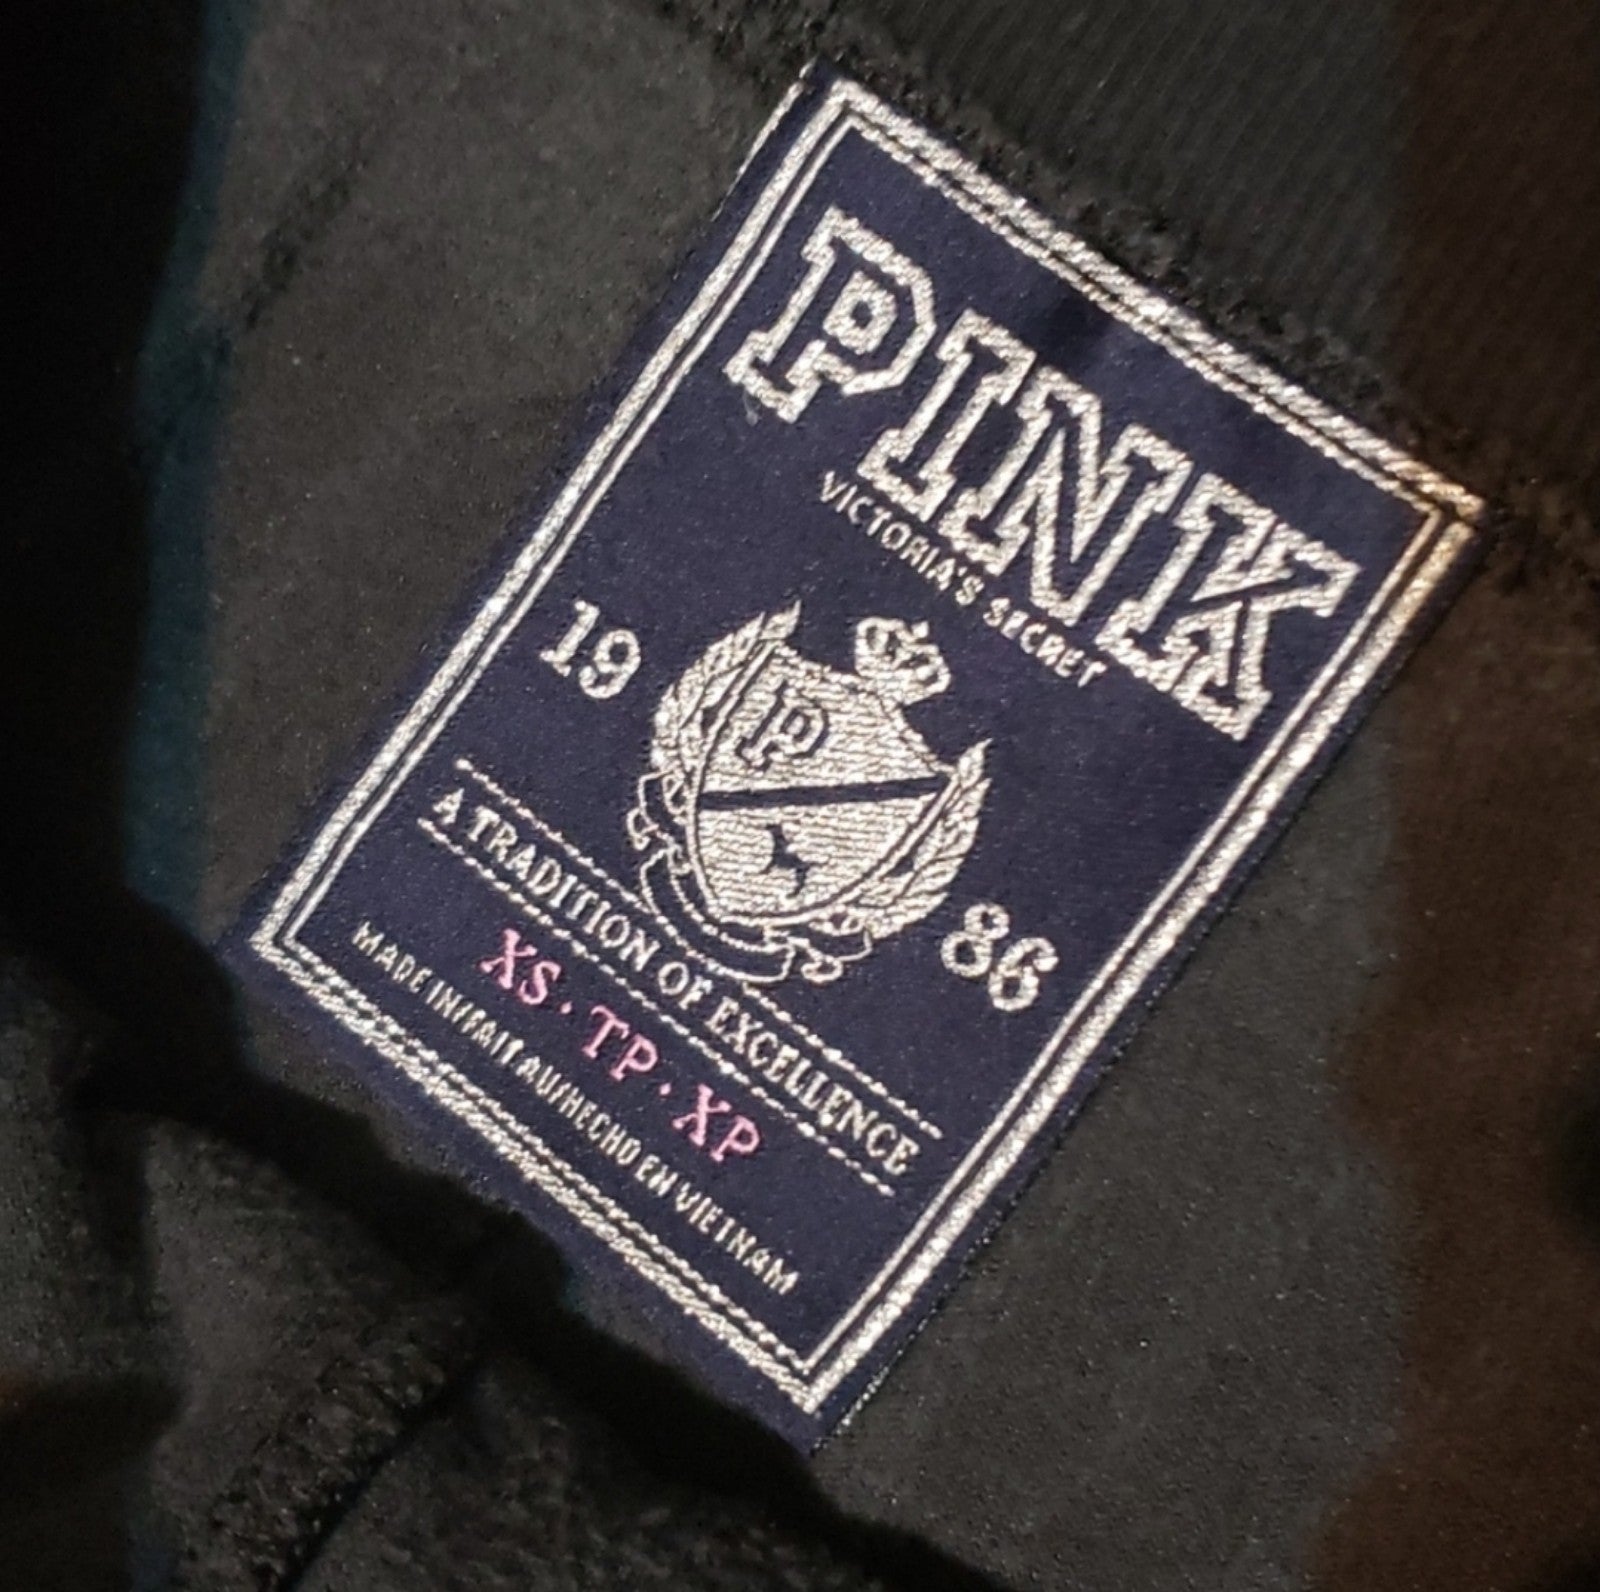 PINK
VICTORIA'S SECRET
19 86
P
A TRADITION OF EXCELLENCE
XS · TP · XP
MADE IN/FAIT AU/HECHO EN VIETNAM